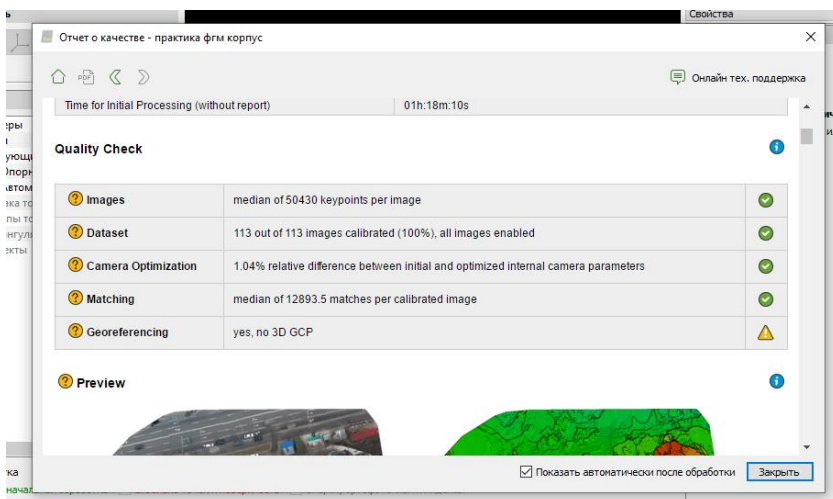 Свойства
Отчет о качестве - практика фгм корпус
PDF
Онлайн тех. поддержка
Time for Initial Processing (without report) 01h:18m:10s
Quality Check
Images median of 50430 keypoints per image
Dataset 113 out of 113 images calibrated (100%), all images enabled
Camera Optimization 1.04% relative difference between initial and optimized internal camera parameters
Matching median of 12893.5 matches per calibrated image
Georeferencing yes, no 3D GCP
Preview
Показать автоматически после обработки Закрыть